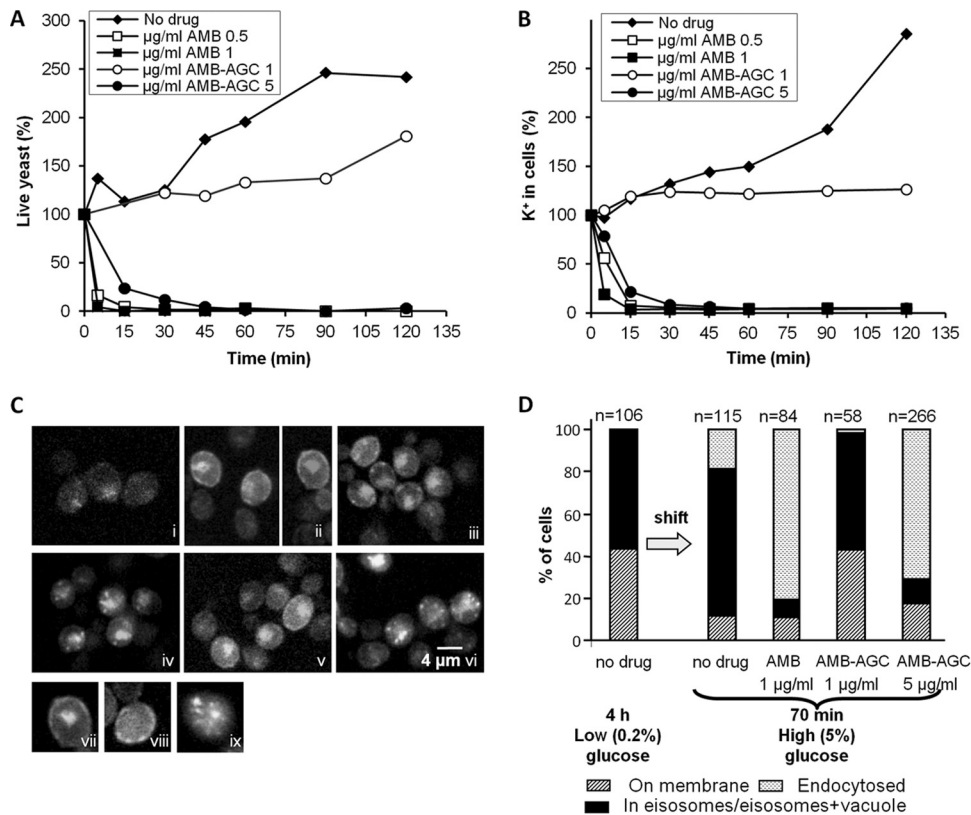 A
Live yeast (%)
300
250
200
150
100
50
0
0 15 30 45 60 75 90 105 120 135
Time (min)
No drug
µg/ml AMB 0.5
µg/ml AMB 1
µg/ml AMB-AGC 1
µg/ml AMB-AGC 5
B
K+ in cells (%)
300
250
200
150
100
50
0
0 15 30 45 60 75 90 105 120 135
Time (min)
No drug
µg/ml AMB 0.5
µg/ml AMB 1
µg/ml AMB-AGC 1
µg/ml AMB-AGC 5
C
i
ii
iii
iv
v
4 µm vi
vii
viii
ix
D
n=106 n=115 n=84 n=58 n=266
% of cells
100
80
60
40
20
0
shift
no drug no drug AMB AMB-AGC AMB-AGC
1 µg/ml 1 µg/ml 5 µg/ml
4 h 70 min
Low (0.2%) High (5%)
glucose glucose
On membrane Endocytosed
In eisosomes/eisosomes+vacuole